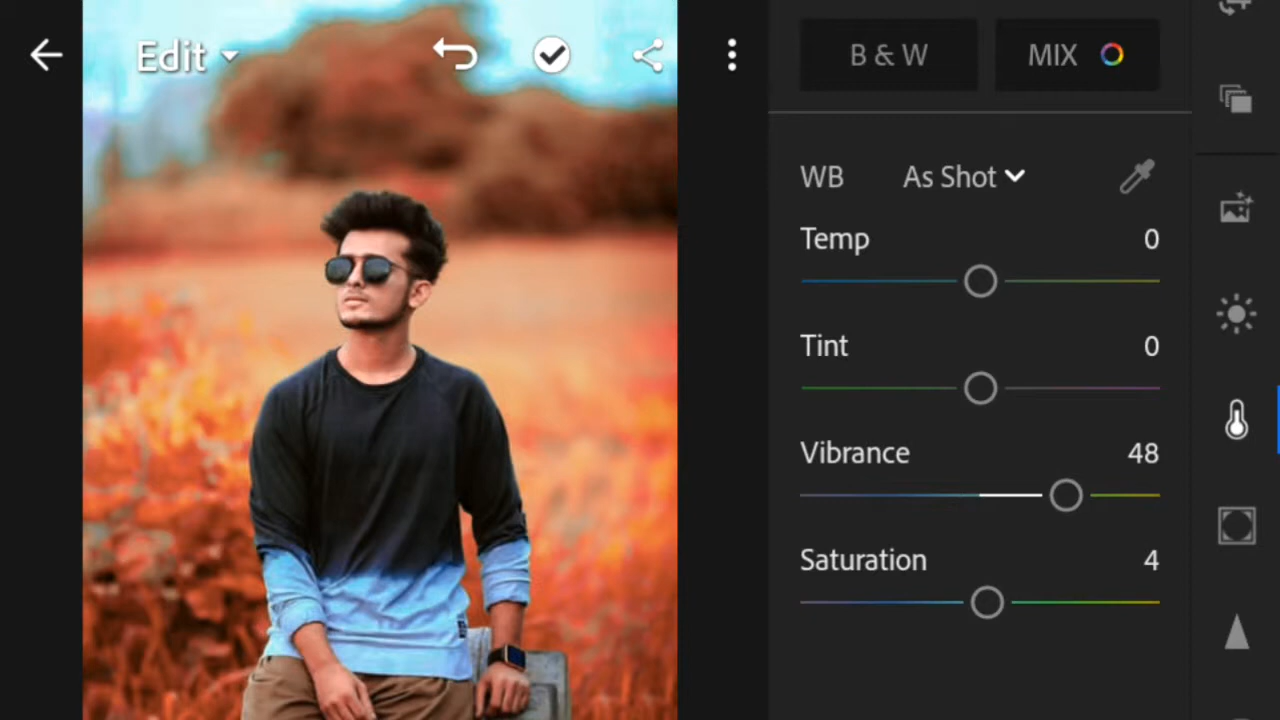 Edit
B & W
MIX
WB
As Shot
Temp
0
Tint
0
Vibrance
48
Saturation
4